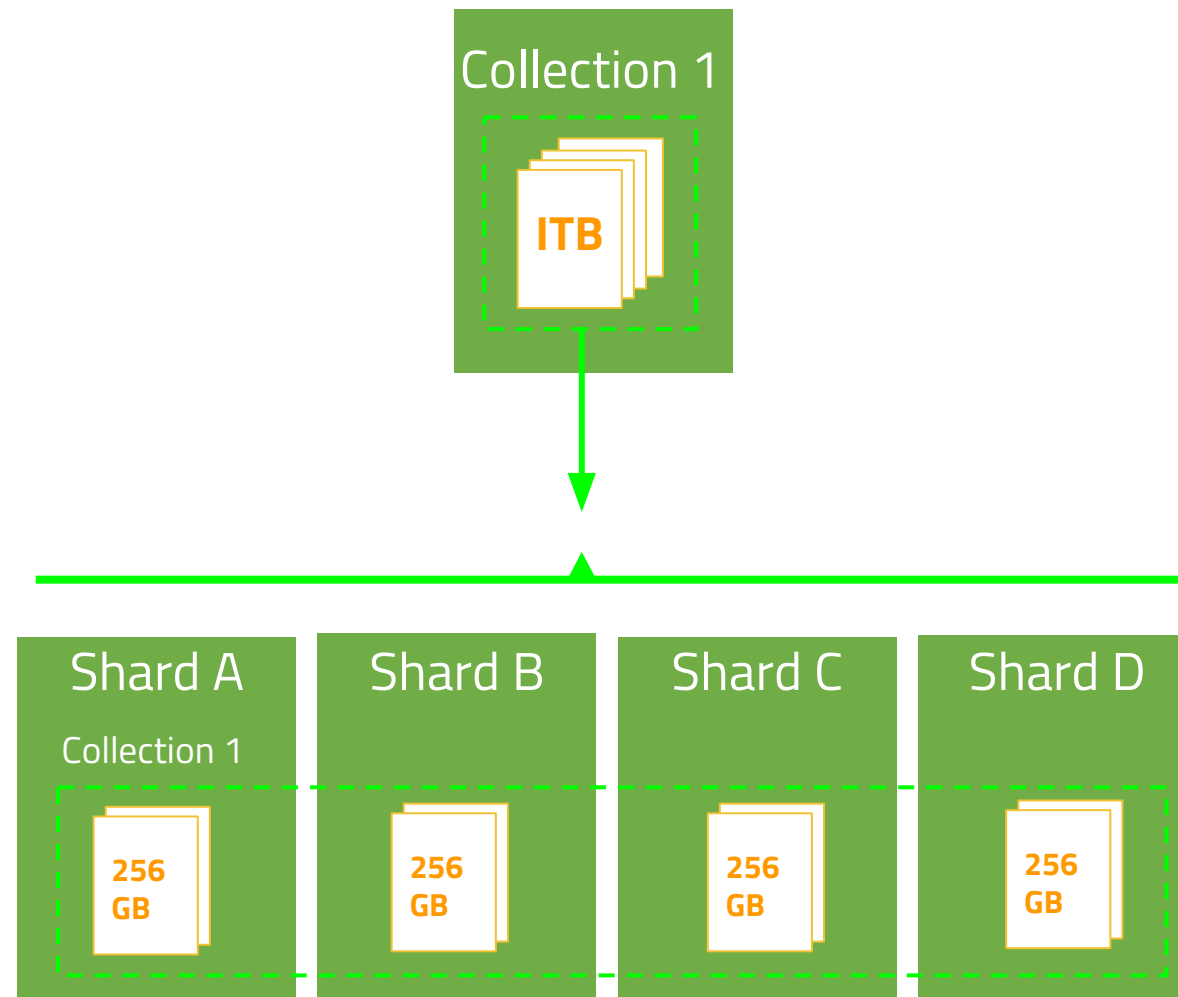 Collection 1
ITB
Shard A
Shard B
Shard C
Shard D
Collection 1
256
GB
256
GB
256
GB
256
GB